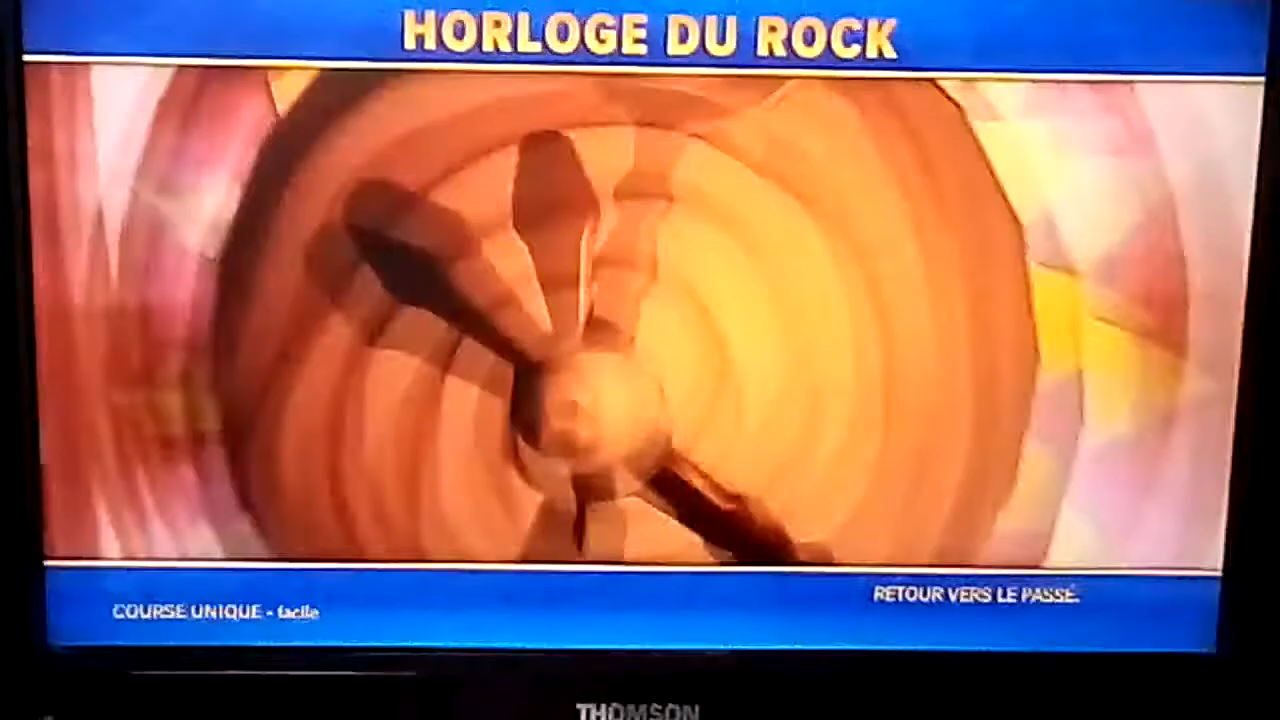 HORLOGE DU ROCK
RETOUR VERS LE PASSÉ.
COURSE UNIQUE - facile
THOMSON